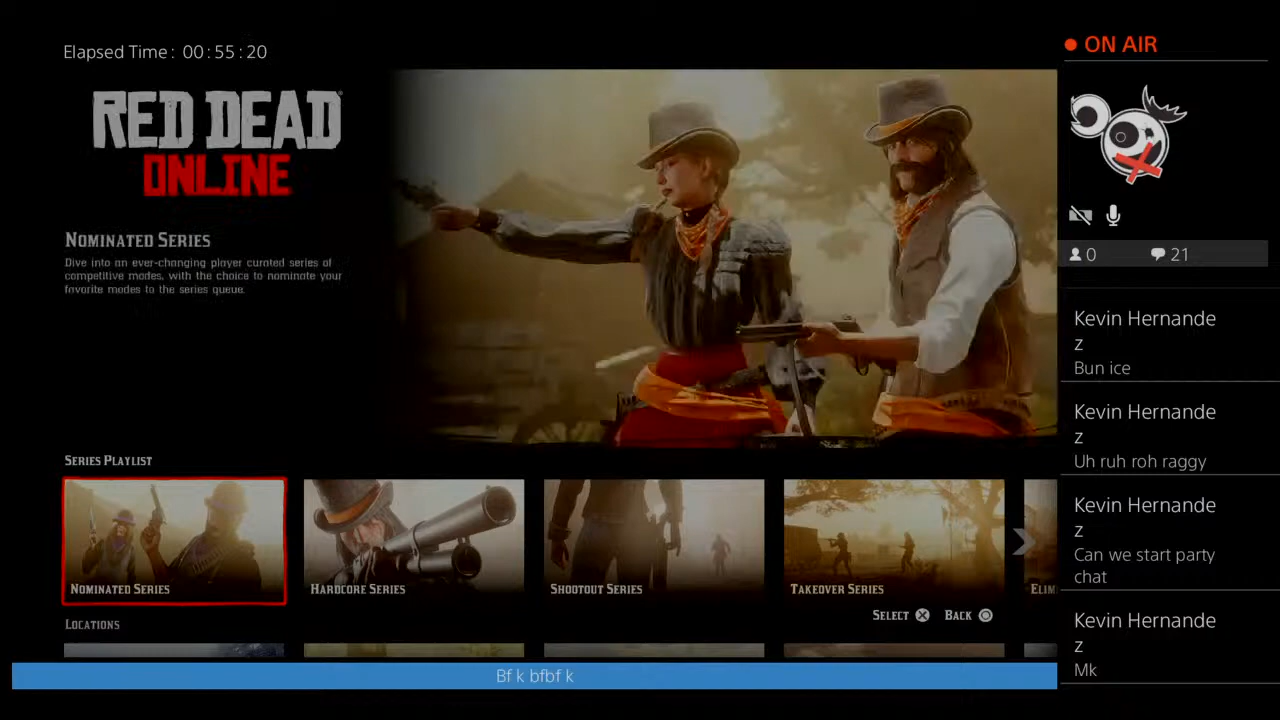 Elapsed Time: 00:55:20
RED DEAD
ONLINE
NOMINATED SERIES
Dive into an ever-changing player curated series of
competitive modes, with the choice to nominate your
favorite modes to the series queue.
SERIES PLAYLIST
NOMINATED SERIES
HARDCORE SERIES
SHOOTOUT SERIES
TAKEOVER SERIES
ELIM
SELECT
BACK
LOCATIONS
Bf k bfbf k
ON AIR
0
21
Kevin Hernande
z
Bun ice
Kevin Hernande
z
Uh ruh roh raggy
Kevin Hernande
z
Can we start party
chat
Kevin Hernande
z
Mk